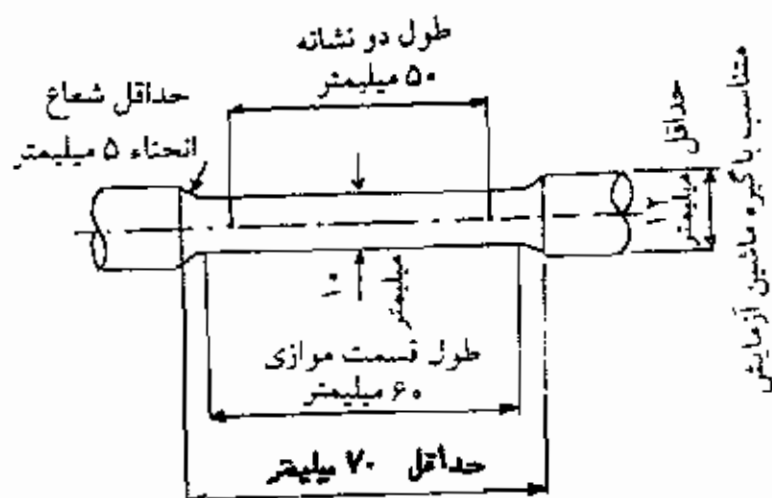 طول دو نشانه
۵۰ میلیمتر
حداقل شعاع
انحناء ۵ میلیمتر
متناسب با گیره ماشین آزمایش
حداقل
۱۲
میلیمتر
۱۰
میلیمتر
طول قسمت موازی
۶۰ میلیمتر
حداقل ۷۰ میلیمتر